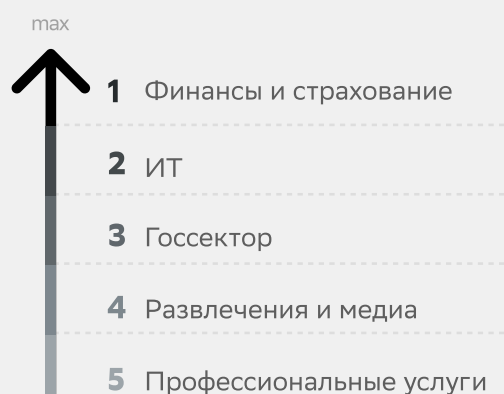 max
1 Финансы и страхование
2 ИТ
3 Госсектор
4 Развлечения и медиа
5 Профессиональные услуги